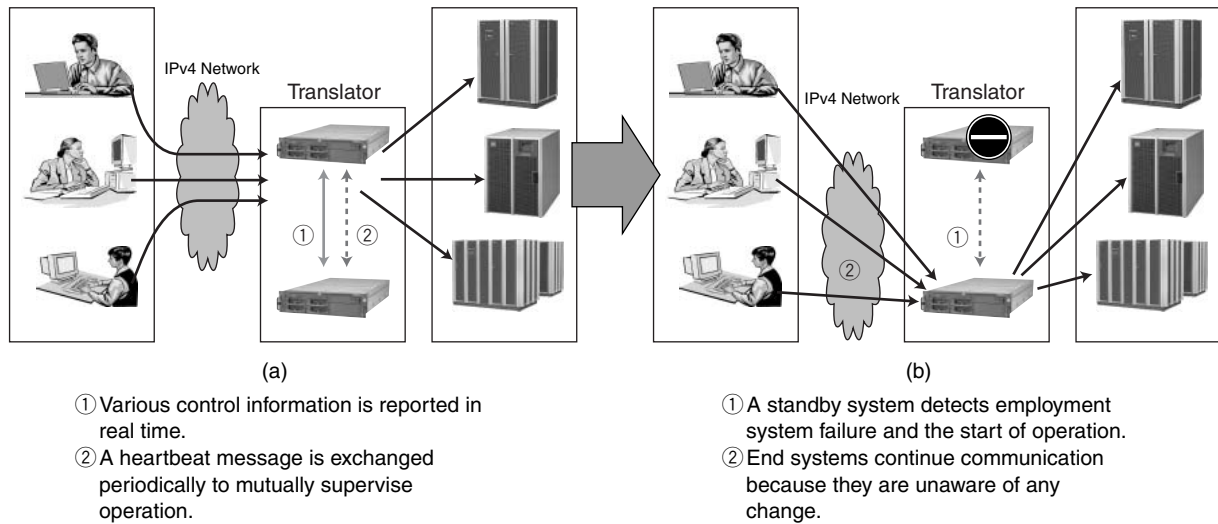 IPv4 Network
Translator
①
②
(a)
① Various control information is reported in
real time.
② A heartbeat message is exchanged
periodically to mutually supervise
operation.
IPv4 Network
Translator
①
②
(b)
① A standby system detects employment
system failure and the start of operation.
② End systems continue communication
because they are unaware of any
change.